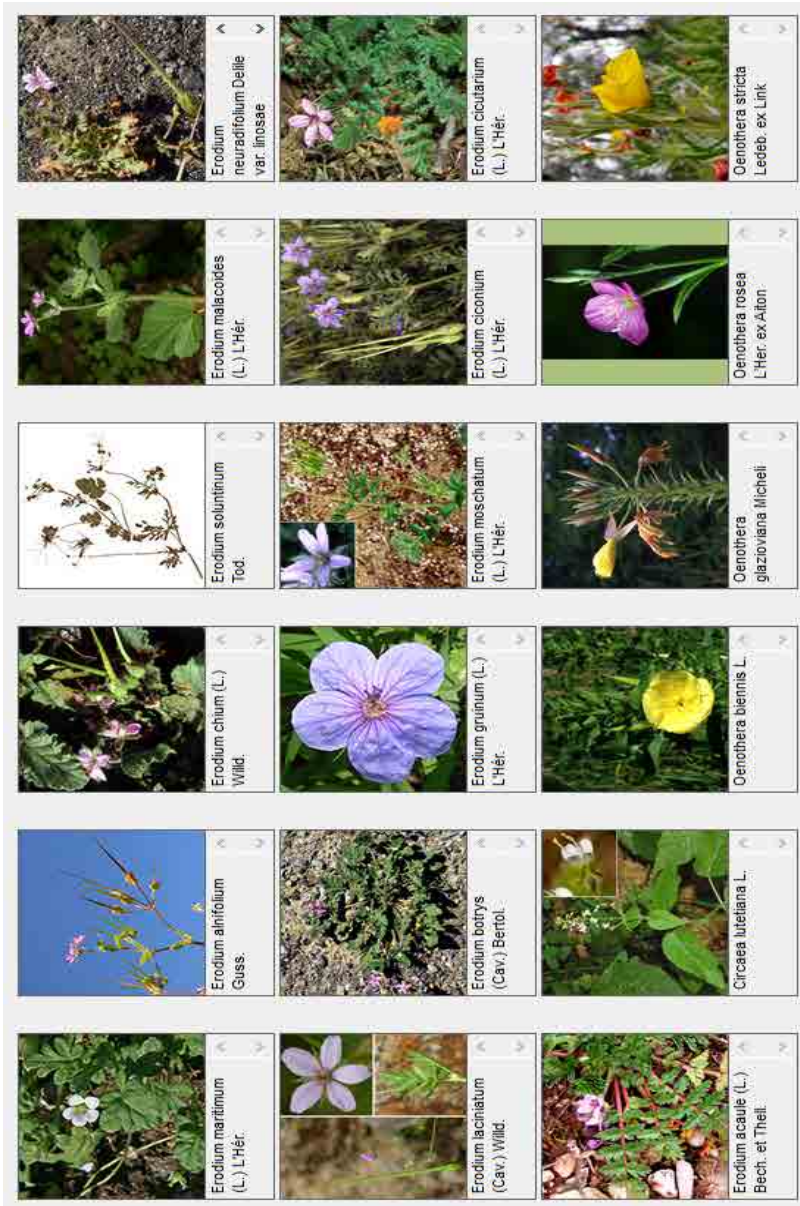 Erodium maritimum
(L.) L'Hér.
Erodium alnifolium
Guss.
Erodium chium (L.)
Willd.
Erodium soluntinum
Tod.
Erodium malacoides
(L.) L'Hér.
Erodium
neuradifolium Delile
var. linosae
Erodium laciniatum
(Cav.) Willd.
Erodium botrys
(Cav.) Bertol.
Erodium gruinum (L.)
L'Hér.
Erodium moschatum
(L.) L'Hér.
Erodium ciconium
(L.) L'Hér.
Erodium cicutarium
(L.) L'Hér.
Erodium acaule (L.)
Bech. et Thell.
Circaea lutetiana L.
Oenothera biennis L.
Oenothera
glazioviana Micheli
Oenothera rosea
L'Her. ex Aiton
Oenothera stricta
Ledeb. ex Link